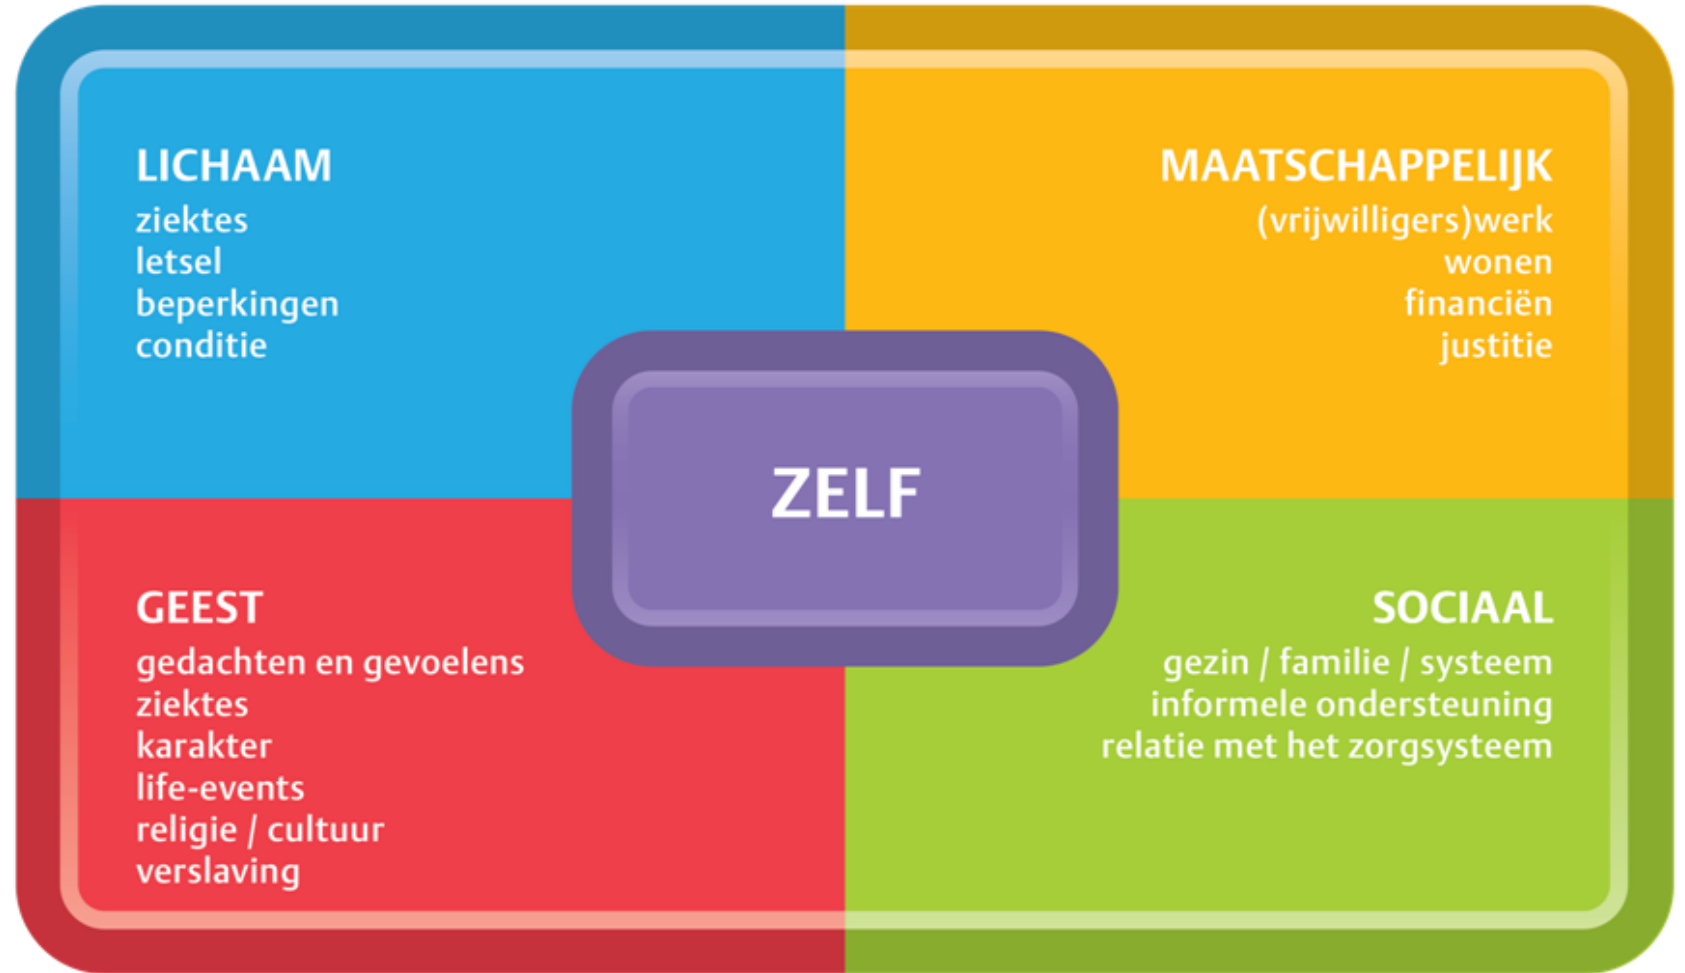 LICHAAM
ziektes
letsel
beperkingen
conditie
MAATSCHAPPELIJK
(vrijwilligers)werk
wonen
financiën
justitie
ZELF
GEEST
gedachten en gevoelens
ziektes
karakter
life-events
religie / cultuur
verslaving
SOCIAAL
gezin / familie / systeem
informele ondersteuning
relatie met het zorgsysteem